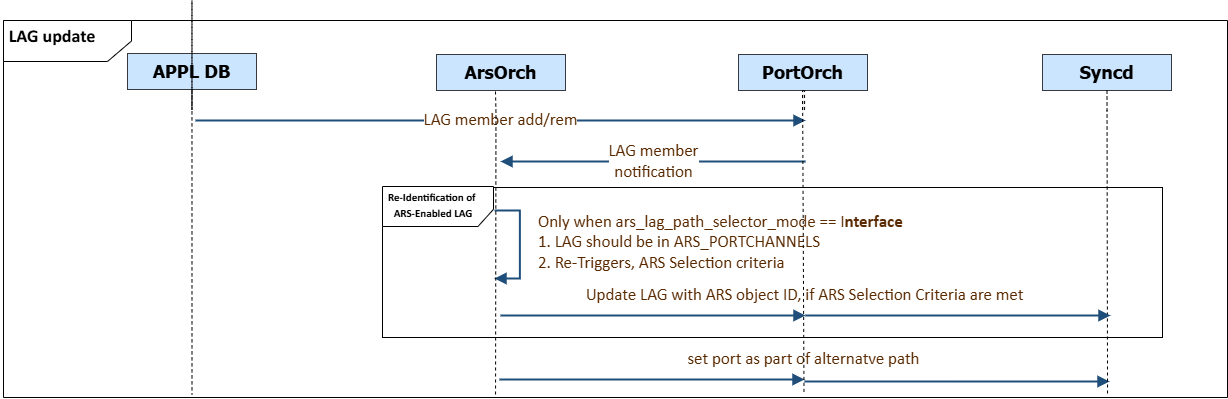 LAG update
APPL DB
ArsOrch
PortOrch
Syncd
LAG member add/rem
LAG member
notification
Re-Identification of
ARS-Enabled LAG
Only when ars_lag_path_selector_mode == Interface
1. LAG should be in ARS_PORTCHANNELS
2. Re-Triggers, ARS Selection criteria
Update LAG with ARS object ID, if ARS Selection Criteria are met
set port as part of alternatve path